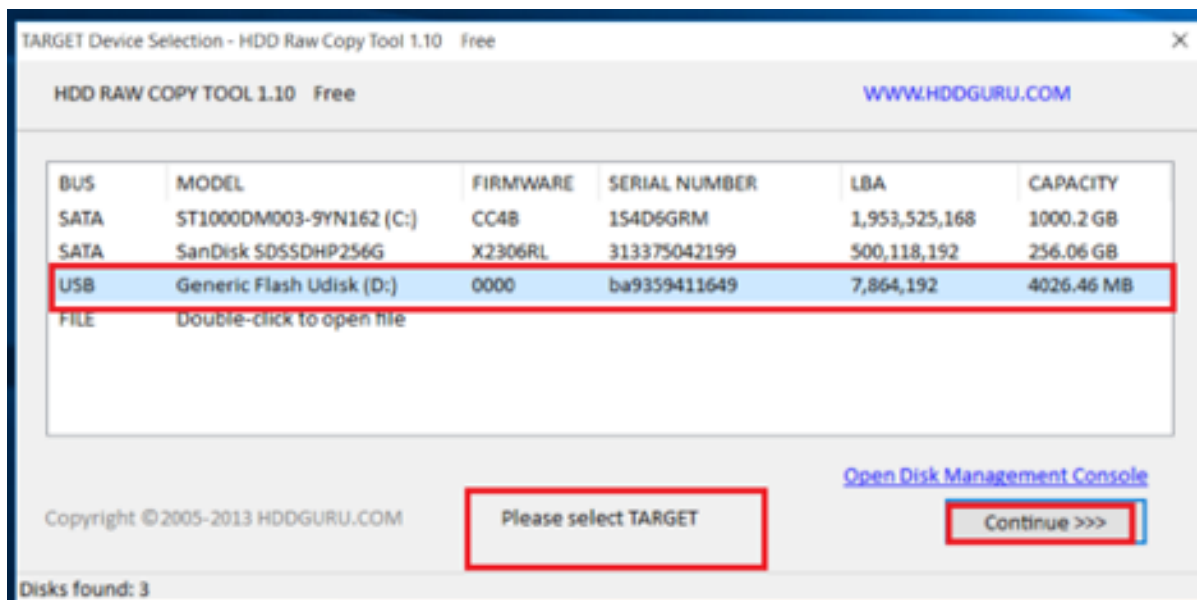 TARGET Device Selection - HDD Raw Copy Tool 1.10 Free
HDD RAW COPY TOOL 1.10 Free WWW.HDDGURU.COM
BUS MODEL FIRMWARE SERIAL NUMBER LBA CAPACITY
SATA ST1000DM003-9YN162 (C:) CC4B 1S4D6GRM 1,953,525,168 1000.2 GB
SATA SanDisk SDSSDHP256G X2306RL 313375042199 500,118,192 256.06 GB
USB Generic Flash Udisk (D:) 0000 ba9359411649 7,864,192 4026.46 MB
FILE Double-click to open file
Open Disk Management Console
Copyright ©2005-2013 HDDGURU.COM Please select TARGET Continue >>>
Disks found: 3